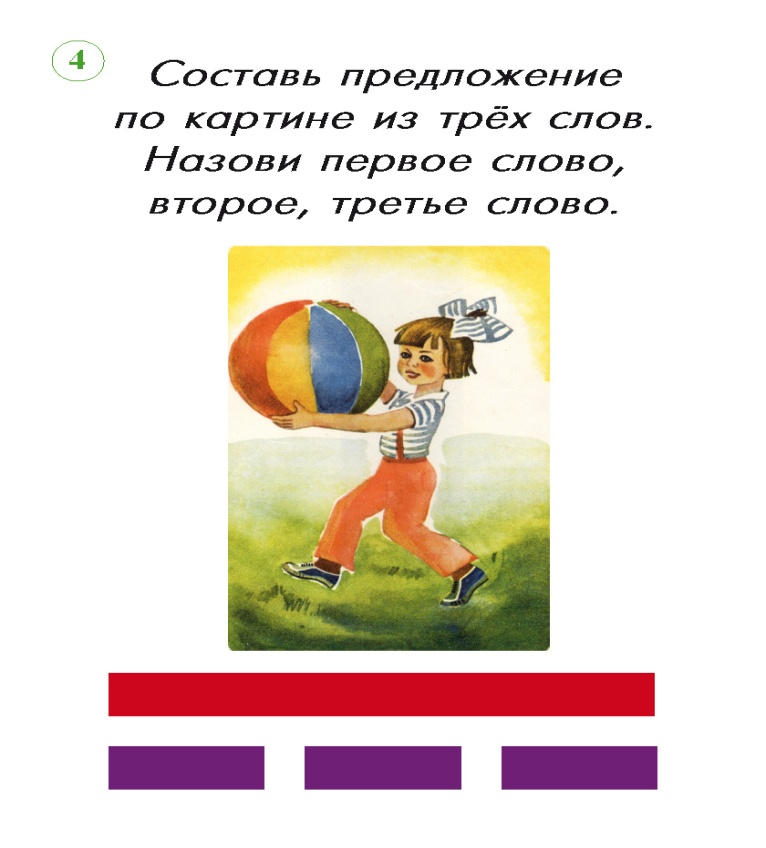 4
Составь предложение
по картине из трёх слов.
Назови первое слово,
второе, третье слово.